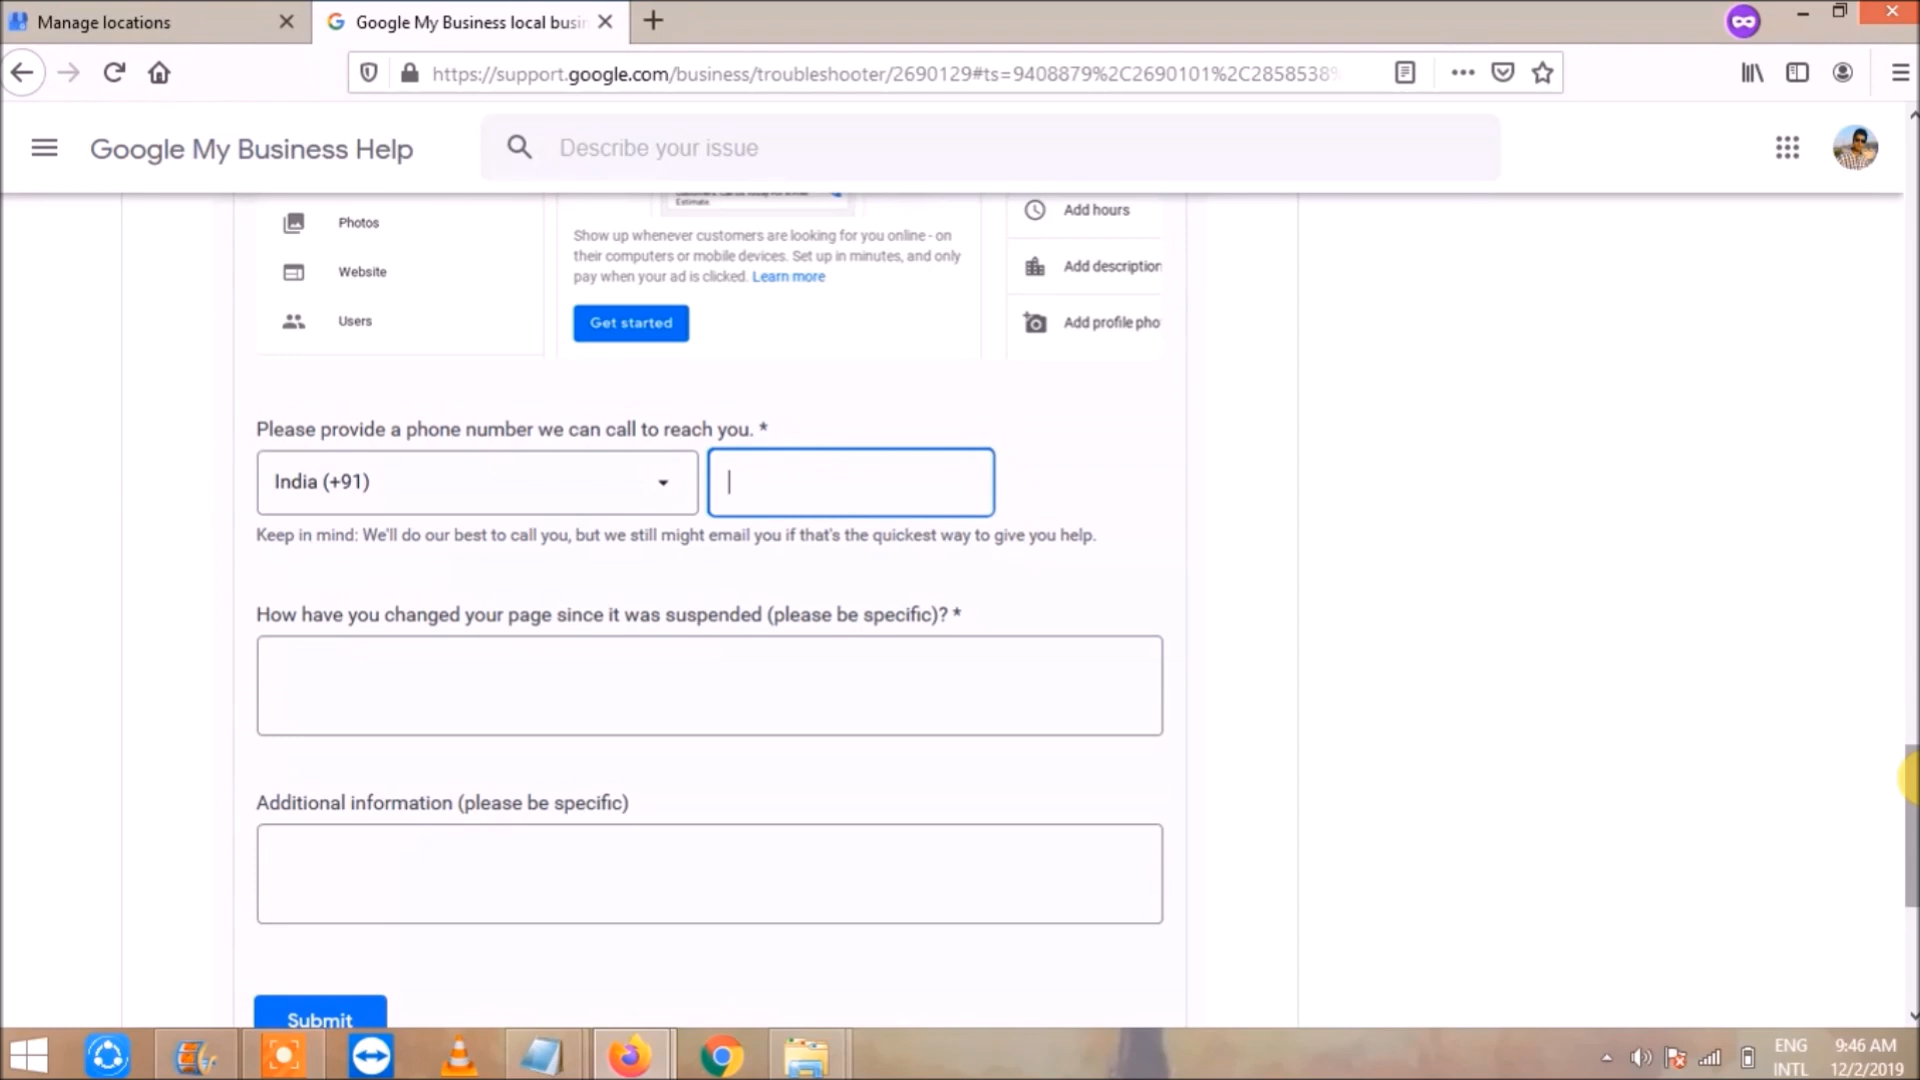 Manage locations
Google My Business local busi
https://support.google.com/business/troubleshooter/2690129#ts=9408879%2C2690101%2C2858538%
Google My Business Help
Describe your issue
Estimate.
Photos
Website
Users
Show up whenever customers are looking for you online - on
their computers or mobile devices. Set up in minutes, and only
pay when your ad is clicked. Learn more
Get started
Add hours
Add description
Add profile pho
Please provide a phone number we can call to reach you. *
India (+91)
Keep in mind: We'll do our best to call you, but we still might email you if that's the quickest way to give you help.
How have you changed your page since it was suspended (please be specific)? *
Additional information (please be specific)
Submit
ENG
INTL
9:46 AM
12/2/2019